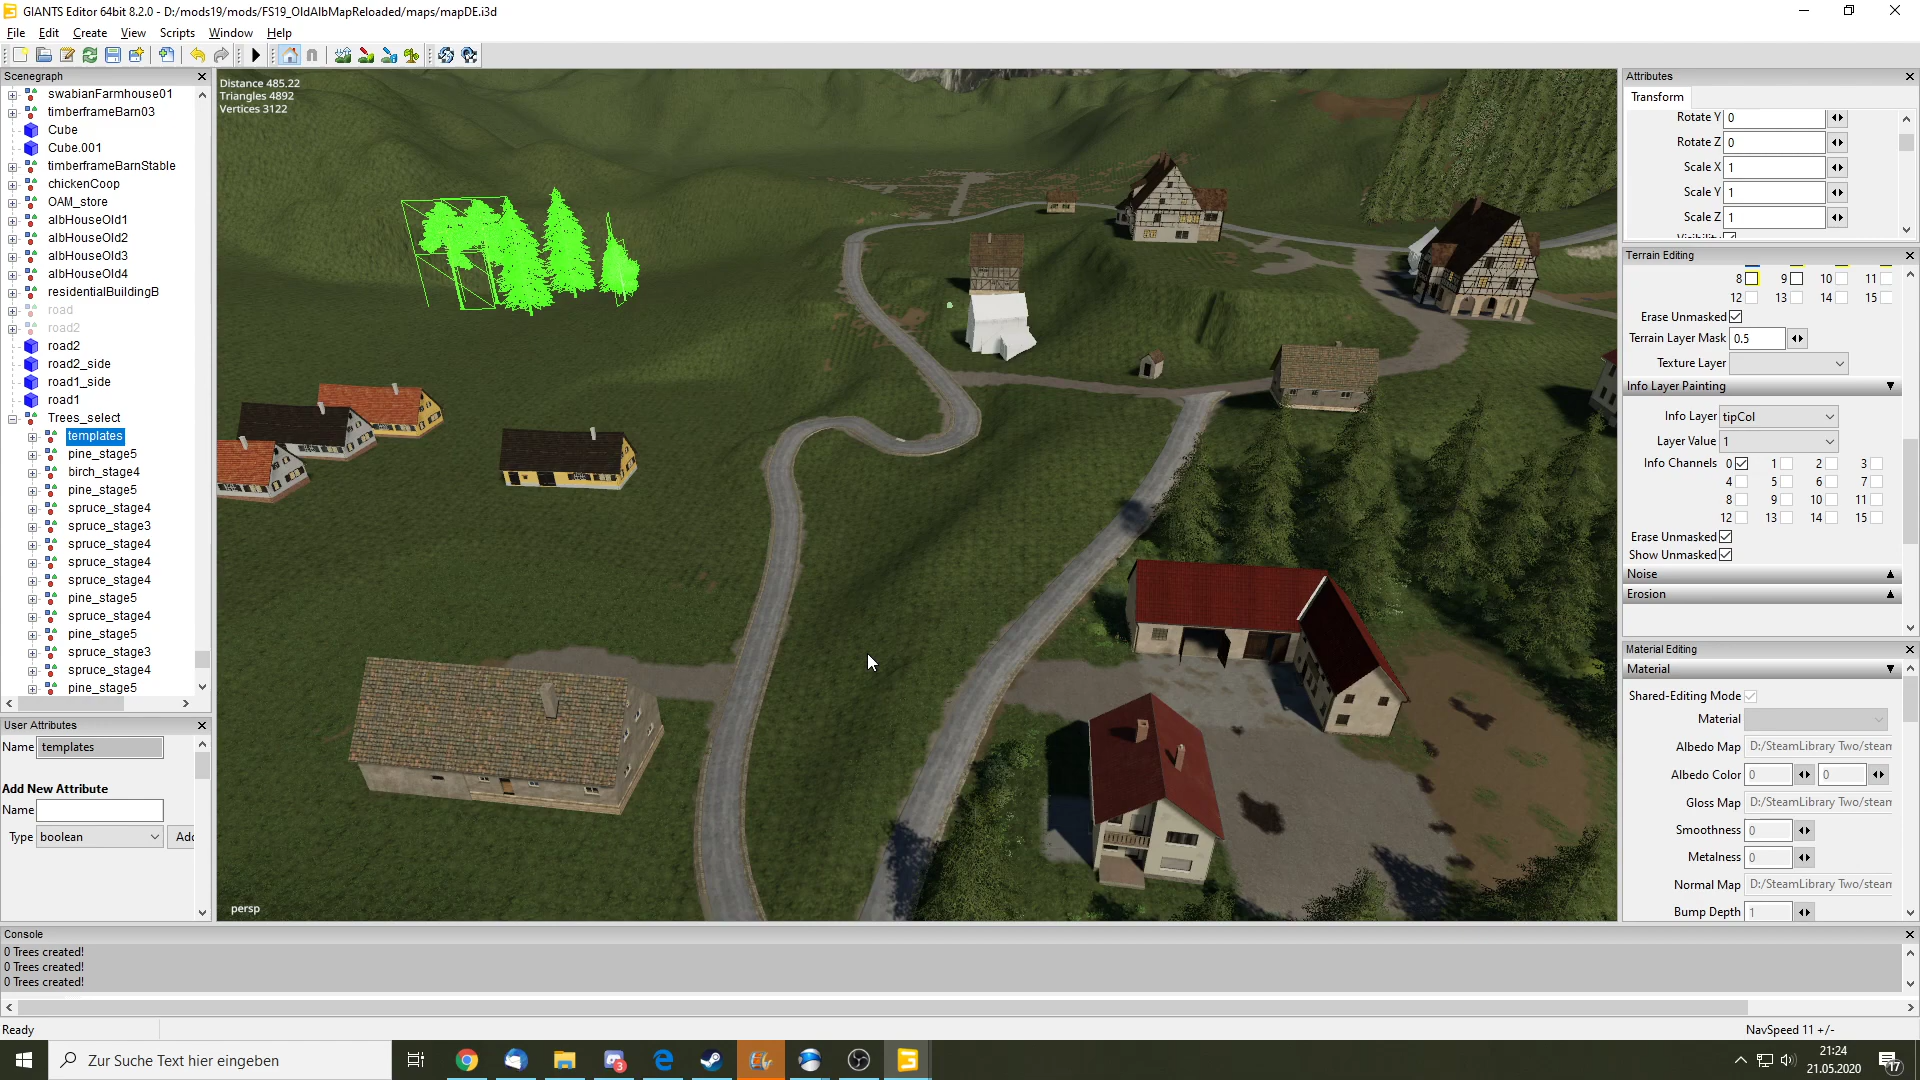 GIANTS Editor 64bit 8.2.0 - D:/mods19/mods/FS19_OldAlbMapReloaded/maps/mapDE.i3d
File Edit Create View Scripts Window Help
Scenegraph
swabianFarmhouse01
timberframeBarn03
Cube
Cube.001
timberframeBarnStable
chickenCoop
OAM_store
albHouseOld1
albHouseOld2
albHouseOld3
albHouseOld4
residentialBuildingB
road
road2
road2
road2_side
road1_side
road1
Trees_select
templates
pine_stage5
birch_stage4
pine_stage5
spruce_stage4
spruce_stage3
spruce_stage4
spruce_stage4
spruce_stage4
pine_stage5
spruce_stage4
pine_stage5
spruce_stage3
spruce_stage4
pine_stage5
User Attributes
Name templates
Add New Attribute
Name
Type boolean Add
Distance 485.22
Triangles 4892
Vertices 3122
persp
Attributes
Transform
Rotate Y 0
Rotate Z 0
Scale X 1
Scale Y 1
Scale Z 1
Visibility
Terrain Editing
8 9 10 11
12 13 14 15
Erase Unmasked
Terrain Layer Mask 0.5
Texture Layer
Info Layer Painting
Info Layer tipCol
Layer Value 1
Info Channels 0 1 2 3
4 5 6 7
8 9 10 11
12 13 14 15
Erase Unmasked
Show Unmasked
Noise
Erosion
Material Editing
Material
Shared-Editing Mode
Material
Albedo Map D:/SteamLibrary Two/steam
Albedo Color 0 0
Gloss Map D:/SteamLibrary Two/steam
Smoothness 0
Metalness 0
Normal Map D:/SteamLibrary Two/steam
Bump Depth 1
Console
0 Trees created!
0 Trees created!
0 Trees created!
Ready
NavSpeed 11 +/-
Zur Suche Text hier eingeben
3
21:24
21.05.2020
17